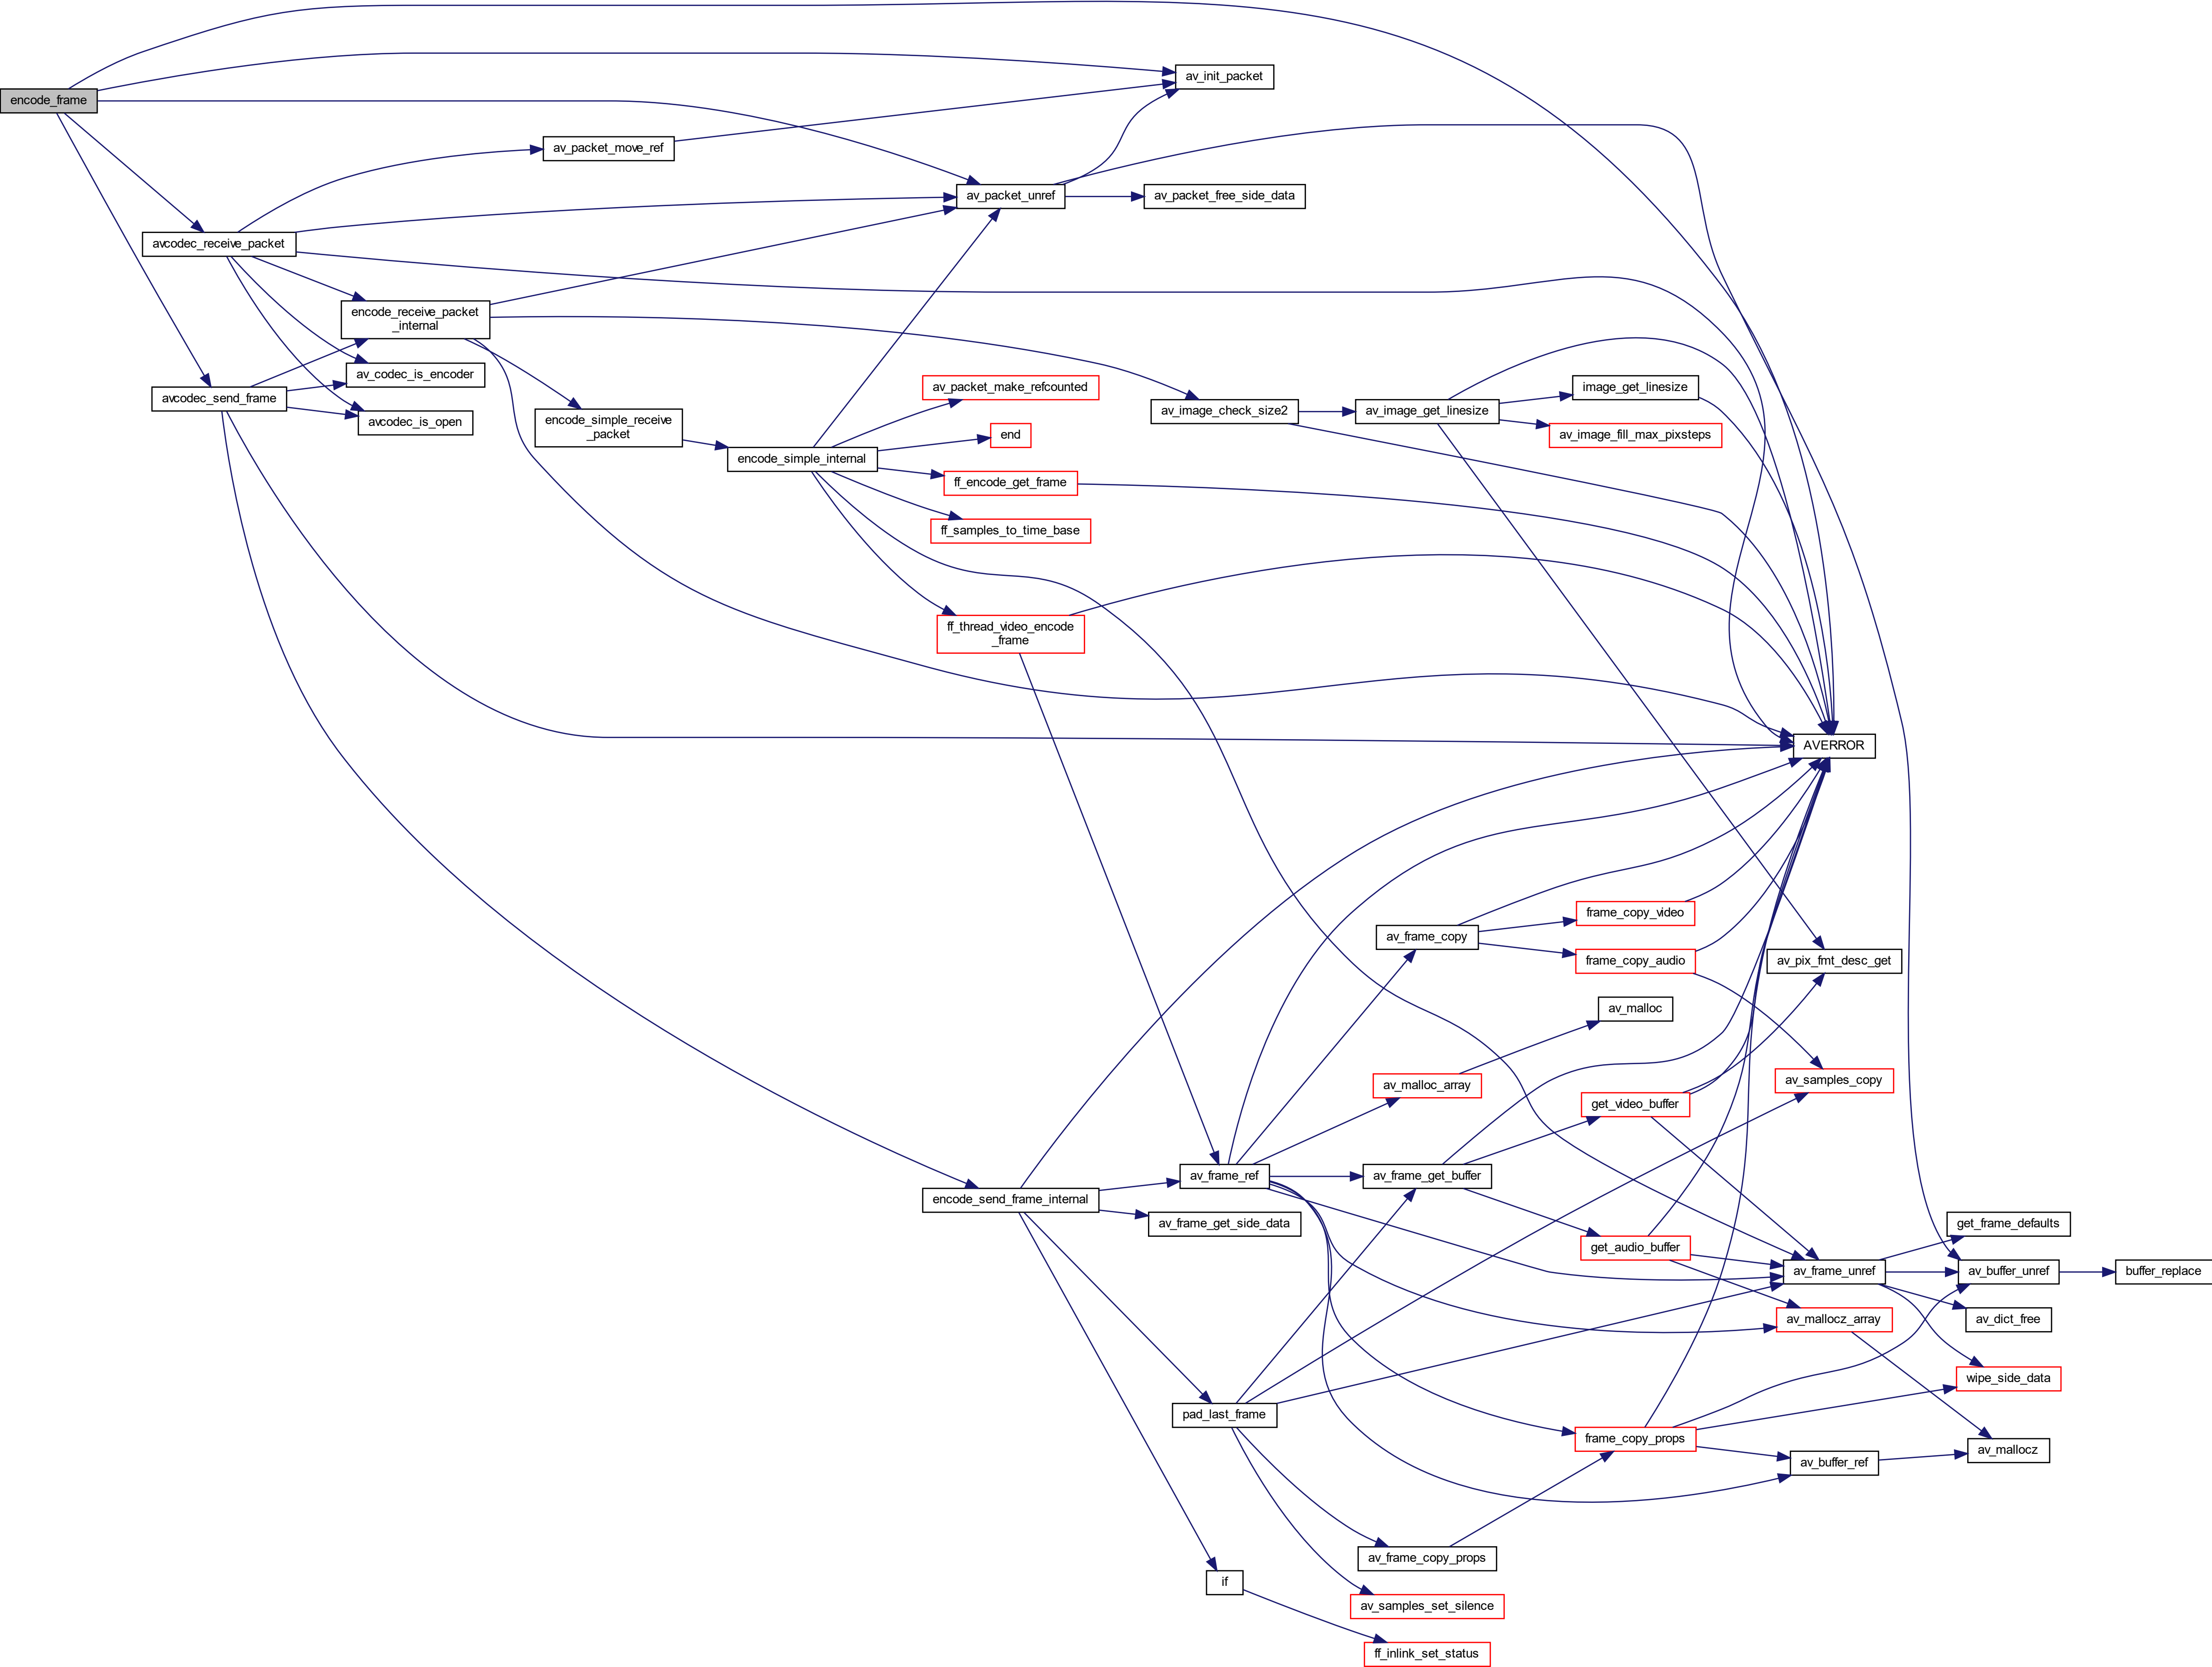 encode_frame
av_init_packet
av_packet_move_ref
av_packet_unref
av_packet_free_side_data
avcodec_receive_packet
encode_receive_packet
_internal
av_codec_is_encoder
avcodec_send_frame
avcodec_is_open
encode_simple_receive
_packet
encode_simple_internal
av_packet_make_refcounted
end
ff_encode_get_frame
ff_samples_to_time_base
ff_thread_video_encode
_frame
av_image_check_size2
av_image_get_linesize
image_get_linesize
av_image_fill_max_pixsteps
AVERROR
av_frame_copy
frame_copy_video
frame_copy_audio
av_pix_fmt_desc_get
av_malloc
av_malloc_array
av_samples_copy
get_video_buffer
av_frame_ref
av_frame_get_buffer
encode_send_frame_internal
av_frame_get_side_data
get_audio_buffer
get_frame_defaults
av_frame_unref
av_buffer_unref
buffer_replace
av_mallocz_array
av_dict_free
wipe_side_data
pad_last_frame
frame_copy_props
av_buffer_ref
av_mallocz
av_frame_copy_props
if
av_samples_set_silence
ff_inlink_set_status